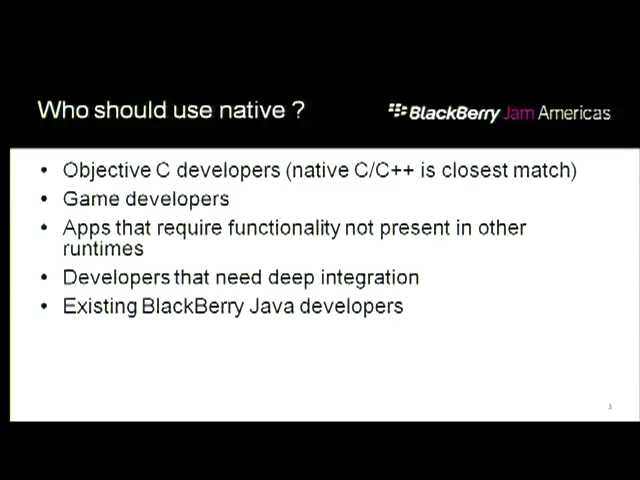 Who should use native ?
BlackBerry Jam Americas
• Objective C developers (native C/C++ is closest match)
• Game developers
• Apps that require functionality not present in other
runtimes
• Developers that need deep integration
• Existing BlackBerry Java developers
3